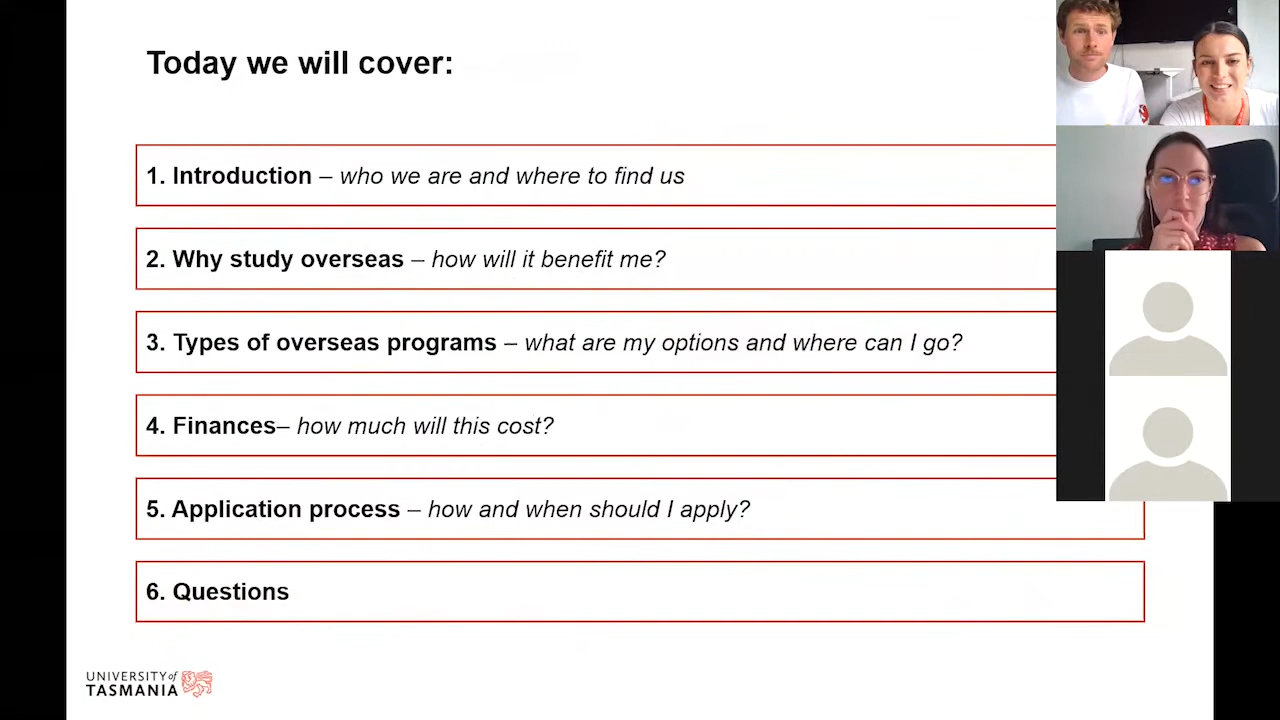 Today we will cover:
1. Introduction – who we are and where to find us
2. Why study overseas – how will it benefit me?
3. Types of overseas programs – what are my options and where can I go?
4. Finances– how much will this cost?
5. Application process – how and when should I apply?
6. Questions
UNIVERSITY of
TASMANIA